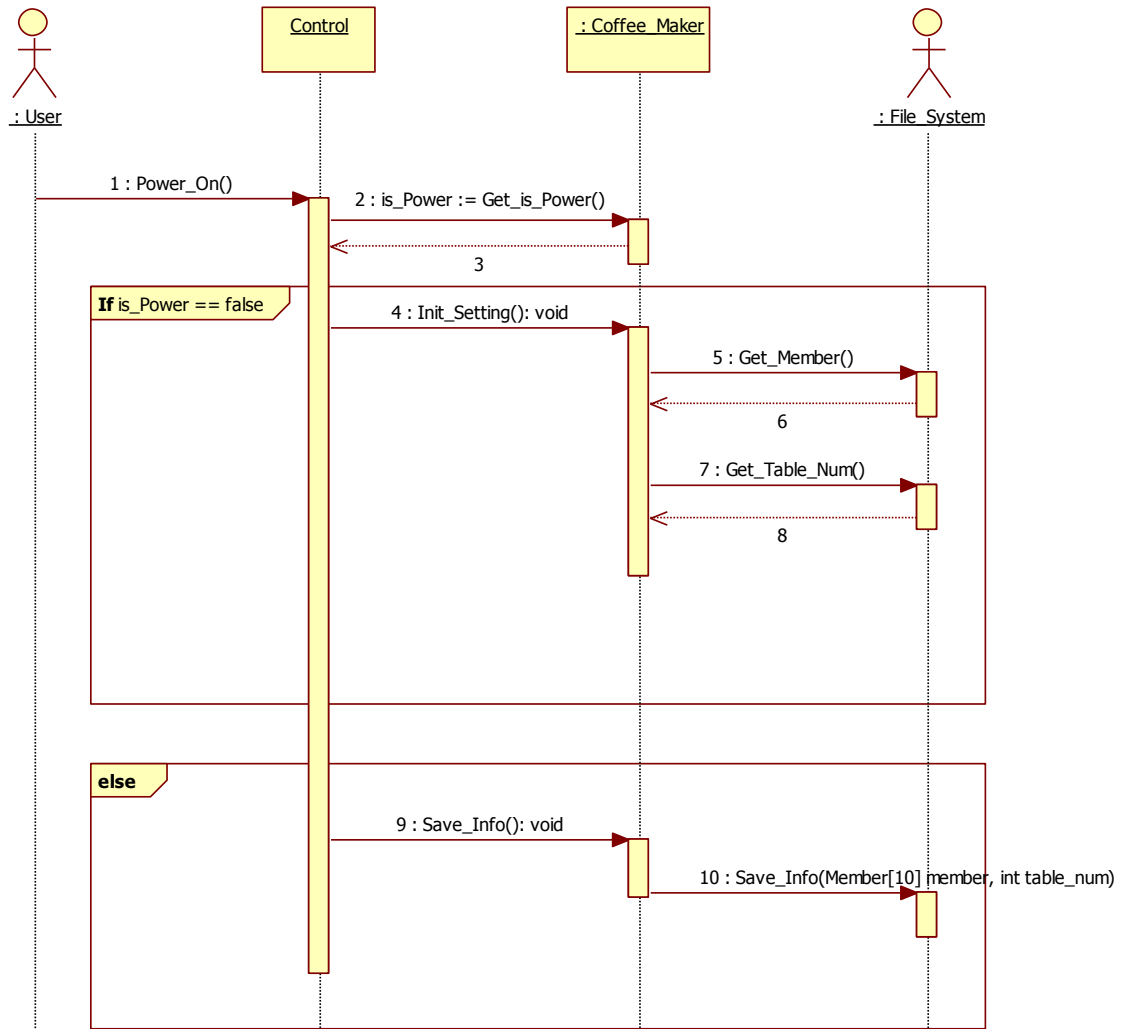 Control
: Coffee_Maker
: User
: File_System
1 : Power_On()
2 : is_Power := Get_is_Power()
3
If is_Power == false
4 : Init_Setting(): void
5 : Get_Member()
6
7 : Get_Table_Num()
8
else
9 : Save_Info(): void
10 : Save_Info(Member[10] member, int table_num)